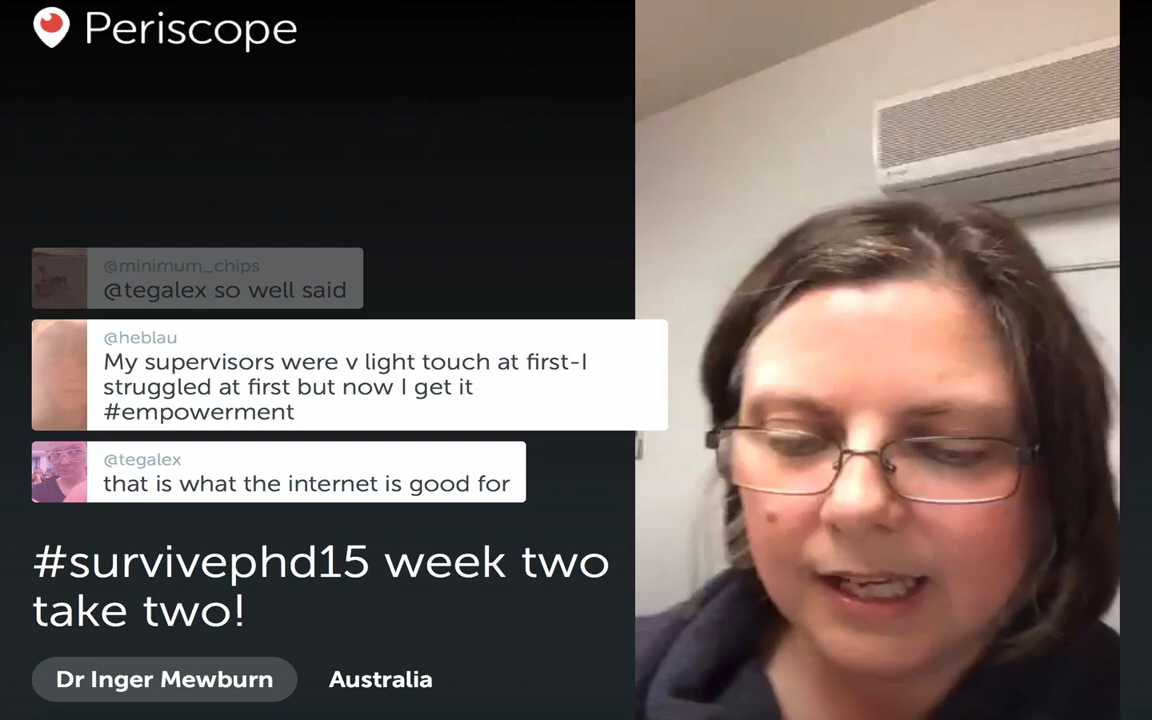 Periscope
@minimum_chips
@tegalex so well said
@heblau
My supervisors were v light touch at first-I
struggled at first but now I get it
#empowerment
@tegalex
that is what the internet is good for
#survivephd15 week two
take two!
Dr Inger Mewburn Australia